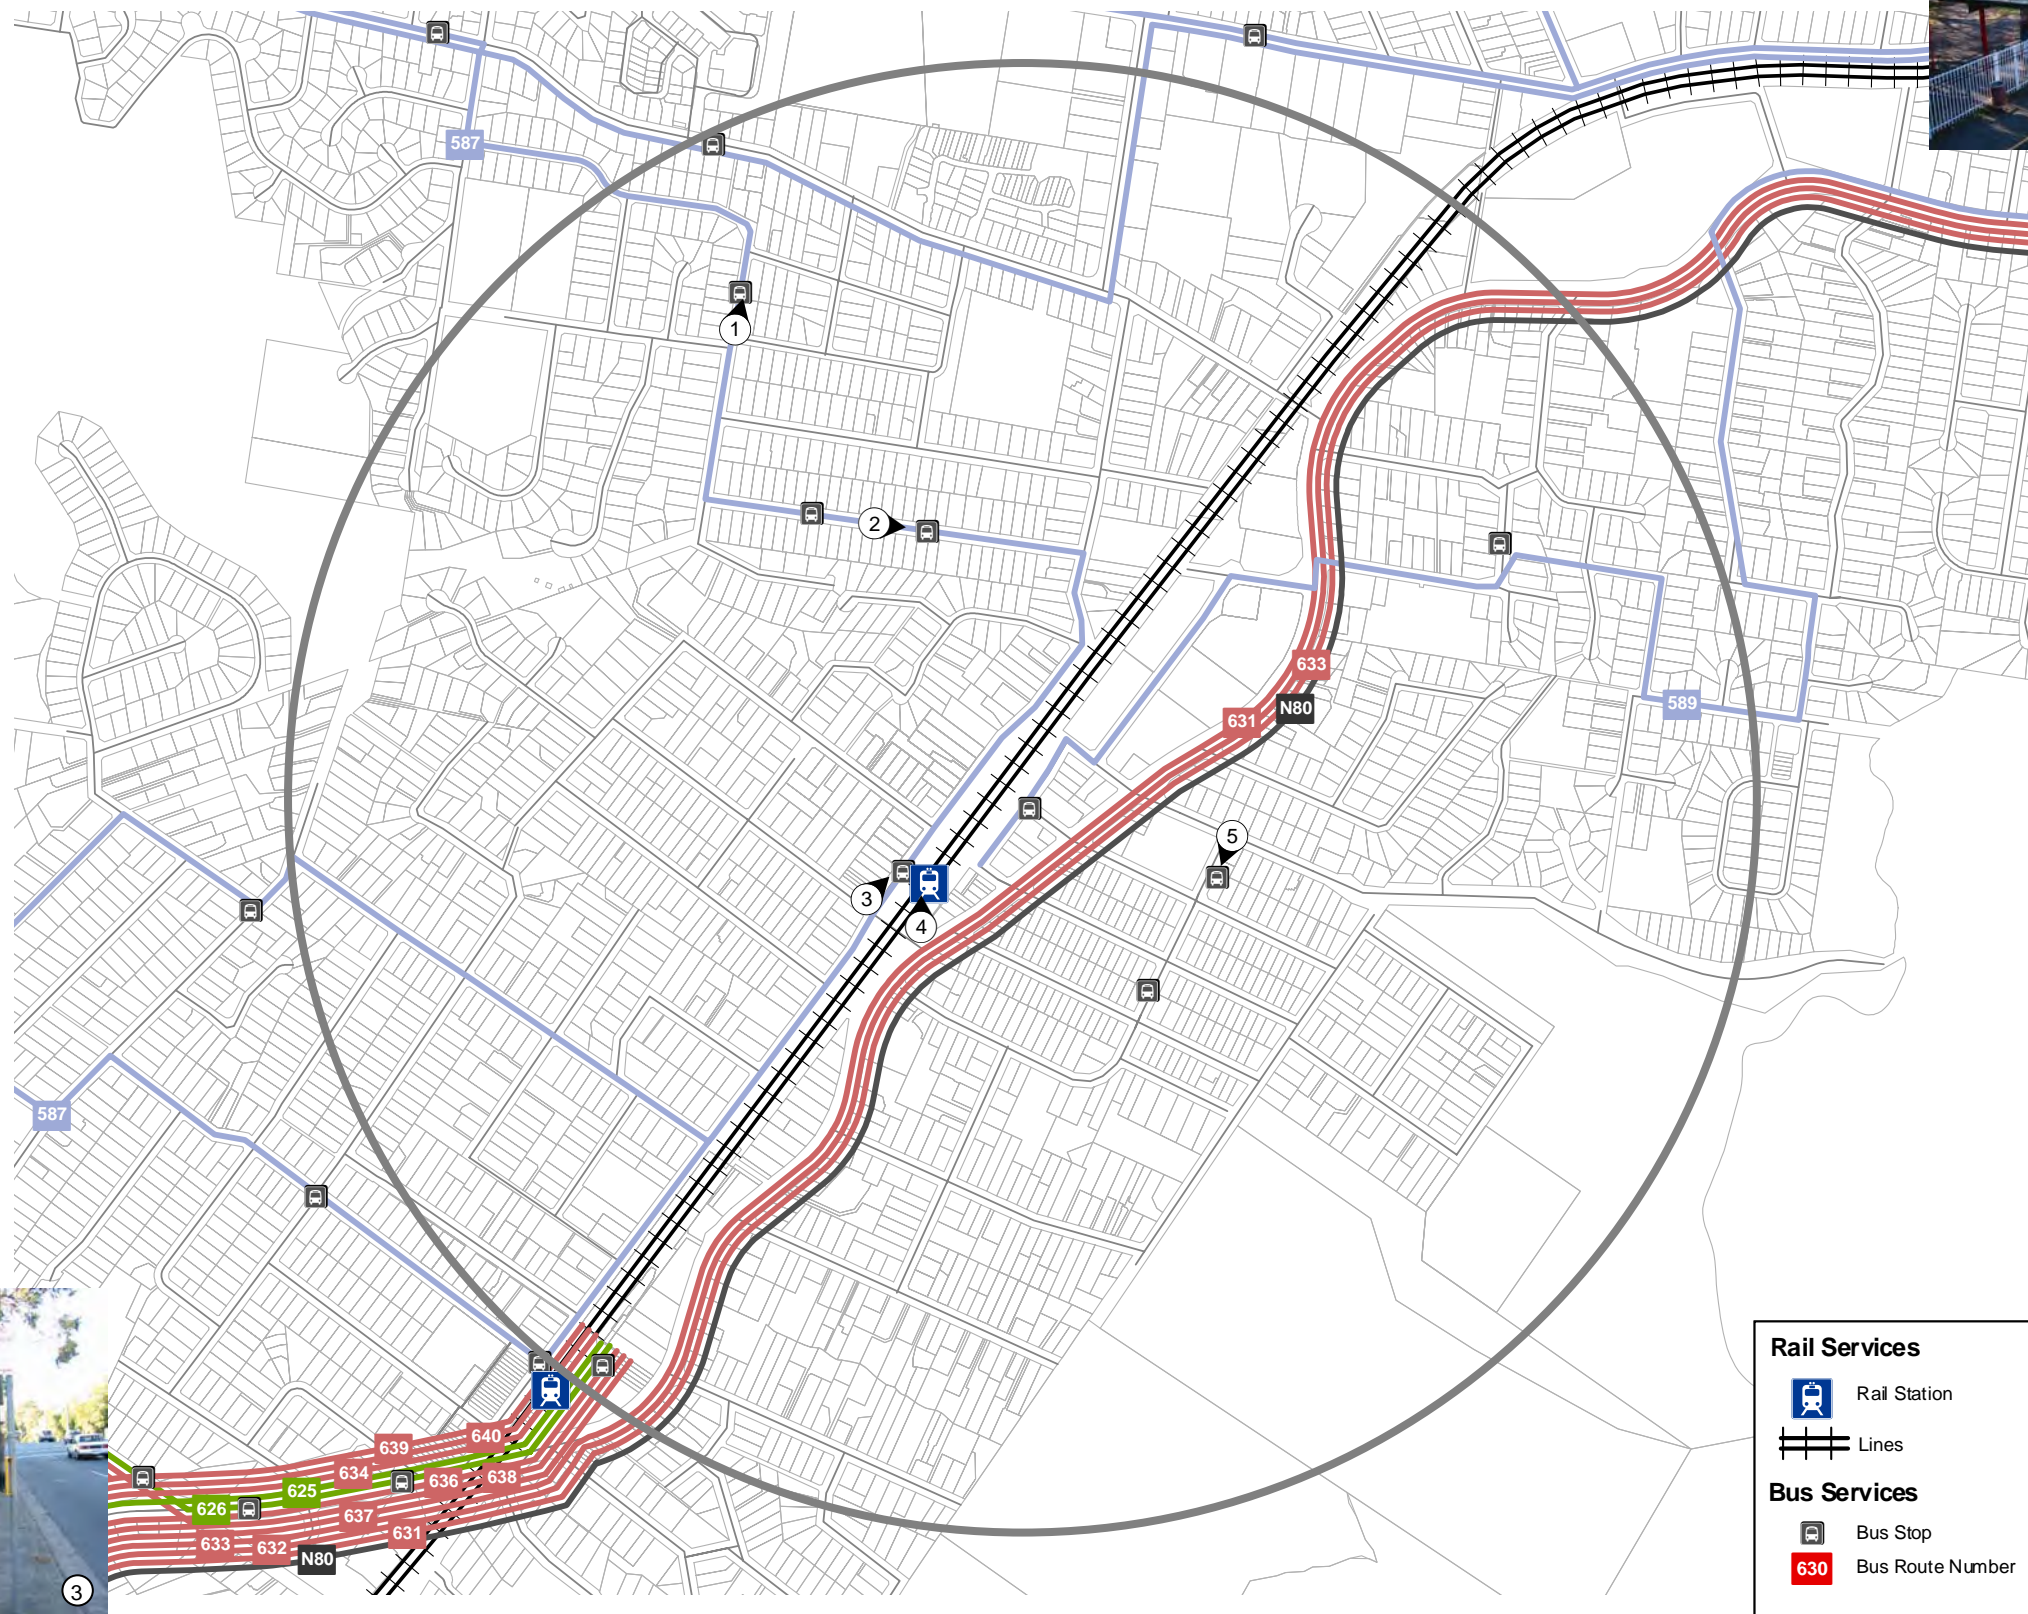 587
1
2
633
N80
631
589
5
3
4
587
640
639
634
636
638
625
626
637
631
633
632
N80
3
Rail Services
Rail Station
Lines
Bus Services
Bus Stop
630 Bus Route Number